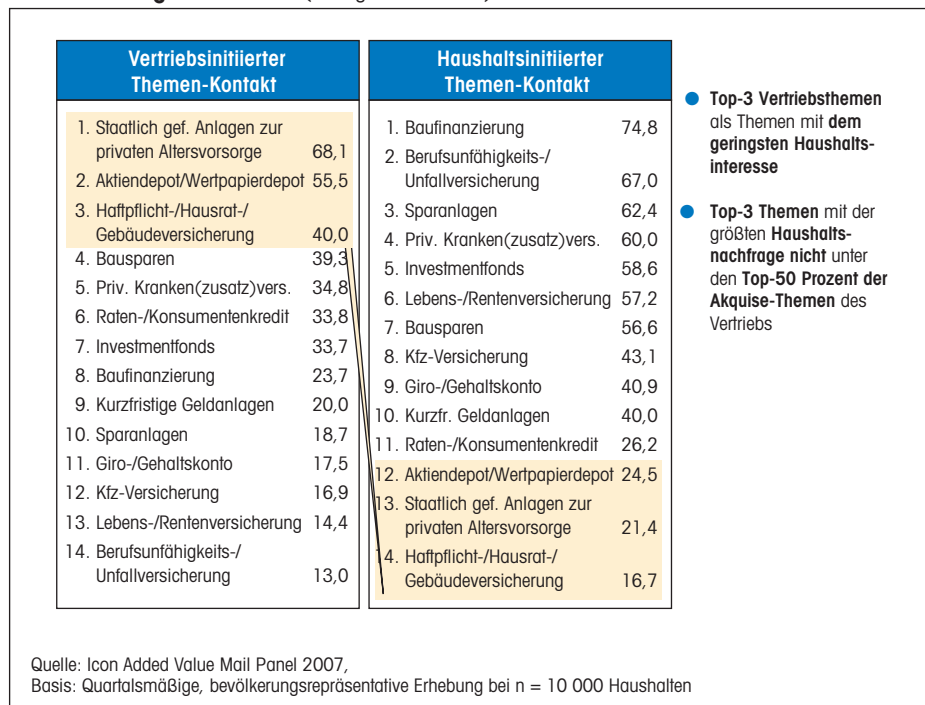 Vertriebsinitiierter
Themen-Kontakt
1. Staatlich gef. Anlagen zur
privaten Altersvorsorge 68,1
2. Aktiendepot/Wertpapierdepot 55,5
3. Haftpflicht-/Hausrat-/
Gebäudeversicherung 40,0
4. Bausparen 39,3
5. Priv. Kranken(zusatz)vers. 34,8
6. Raten-/Konsumentenkredit 33,8
7. Investmentfonds 33,7
8. Baufinanzierung 23,7
9. Kurzfristige Geldanlagen 20,0
10. Sparanlagen 18,7
11. Giro-/Gehaltskonto 17,5
12. Kfz-Versicherung 16,9
13. Lebens-/Rentenversicherung 14,4
14. Berufsunfähigkeits-/
Unfallversicherung 13,0
Haushaltsinitiierter
Themen-Kontakt
1. Baufinanzierung 74,8
2. Berufsunfähigkeits-/
Unfallversicherung 67,0
3. Sparanlagen 62,4
4. Priv. Kranken(zusatz)vers. 60,0
5. Investmentfonds 58,6
6. Lebens-/Rentenversicherung 57,2
7. Bausparen 56,6
8. Kfz-Versicherung 43,1
9. Giro-/Gehaltskonto 40,9
10. Kurzfr. Geldanlagen 40,0
11. Raten-/Konsumentenkredit 26,2
12. Aktiendepot/Wertpapierdepot 24,5
13. Staatlich gef. Anlagen zur
privaten Altersvorsorge 21,4
14. Haftpflicht-/Hausrat-/
Gebäudeversicherung 16,7
● Top-3 Vertriebsthemen
als Themen mit dem
geringsten Haushalts-
interesse
● Top-3 Themen mit der
größten Haushalts-
nachfrage nicht unter
den Top-50 Prozent der
Akquise-Themen des
Vertriebs
Quelle: Icon Added Value Mail Panel 2007,
Basis: Quartalsmäßige, bevölkerungsrepräsentative Erhebung bei n = 10 000 Haushalten